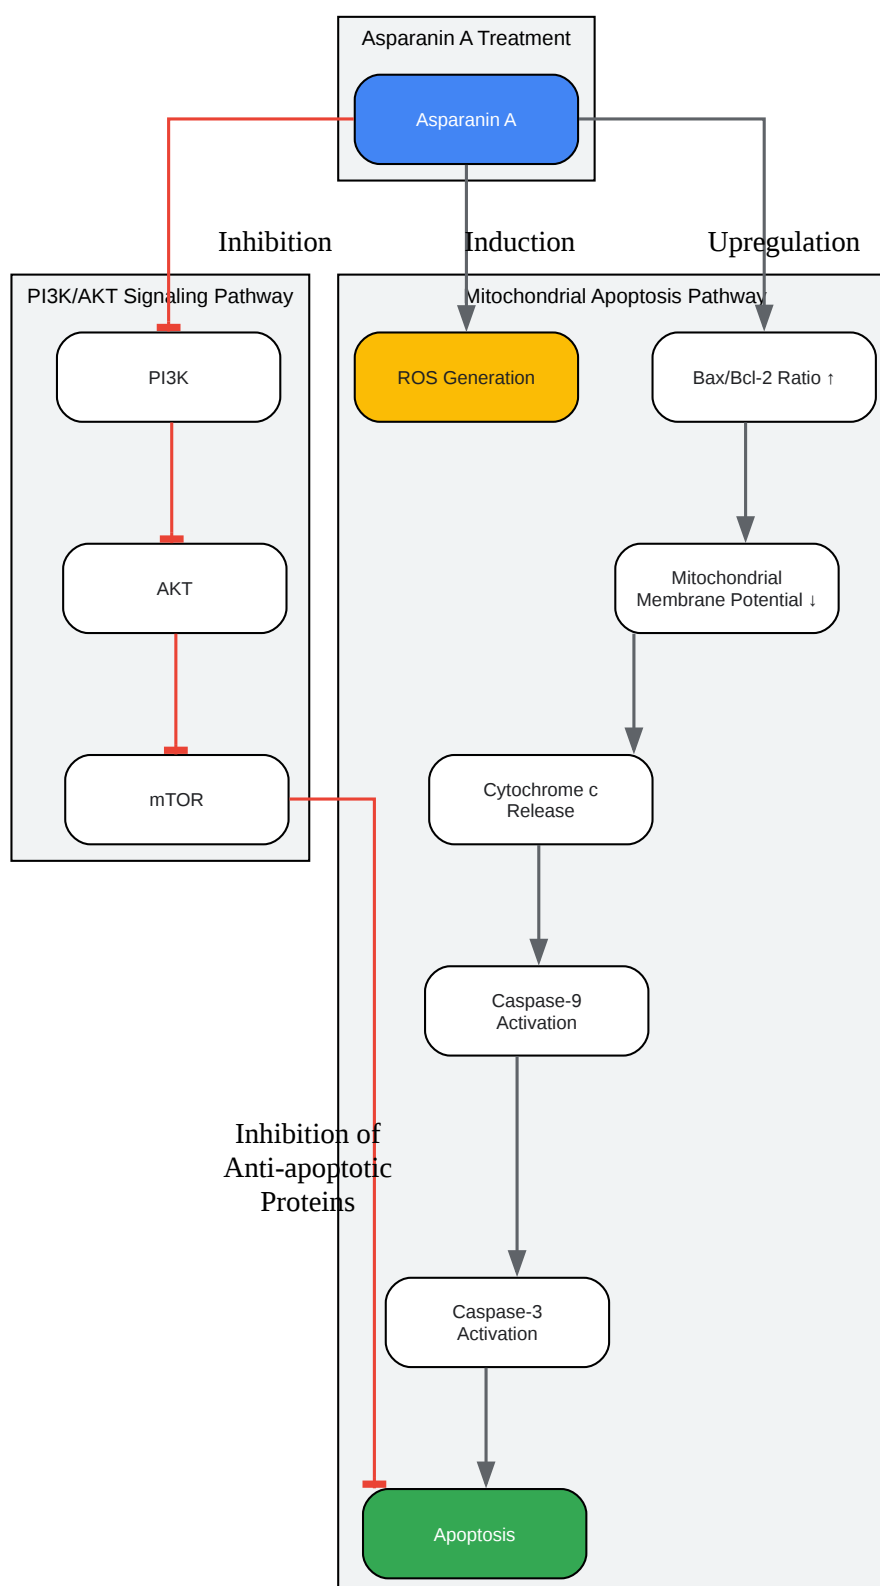 Asparanin A Treatment
Asparanin A
Inhibition
Induction
Upregulation
PI3K/AKT Signaling Pathway
Mitochondrial Apoptosis Pathway
PI3K
ROS Generation
Bax/Bcl-2 Ratio ↑
AKT
Mitochondrial
Membrane Potential ↓
mTOR
Cytochrome c
Release
Caspase-9
Activation
Inhibition of
Anti-apoptotic
Proteins
Caspase-3
Activation
Apoptosis